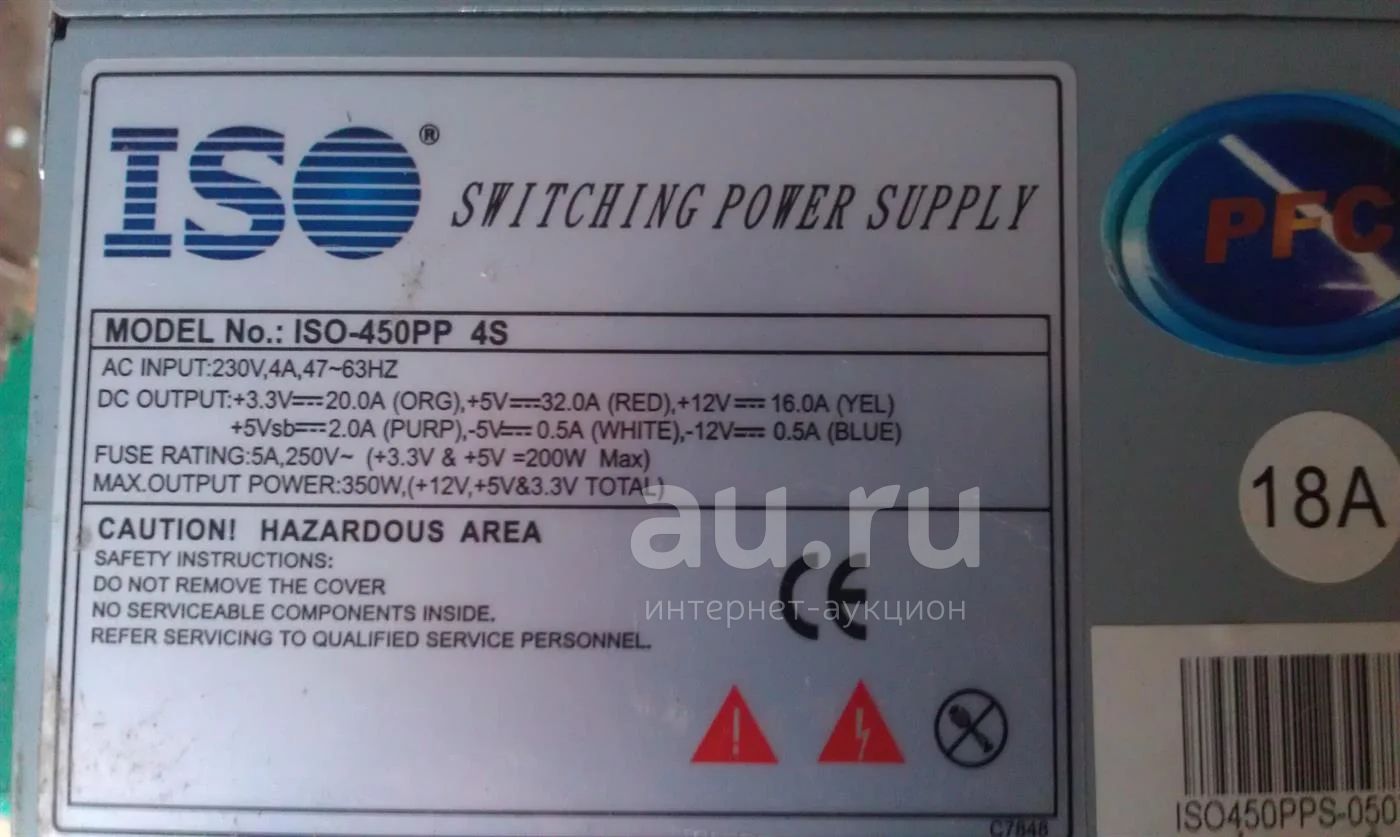 ISO®
SWITCHING POWER SUPPLY
PFC
MODEL No.: ISO-450PP 4S
AC INPUT:230V,4A,47~63HZ
DC OUTPUT:+3.3V⎓20.0A (ORG),+5V⎓32.0A (RED),+12V⎓ 16.0A (YEL)
+5Vsb⎓2.0A (PURP),-5V⎓ 0.5A (WHITE),-12V⎓ 0.5A (BLUE)
FUSE RATING:5A,250V~ (+3.3V & +5V =200W Max)
MAX.OUTPUT POWER:350W,(+12V,+5V&3.3V TOTAL)
18A
CAUTION! HAZARDOUS AREA
SAFETY INSTRUCTIONS:
DO NOT REMOVE THE COVER
NO SERVICEABLE COMPONENTS INSIDE.
REFER SERVICING TO QUALIFIED SERVICE PERSONNEL.
CE
au.ru
интернет-аукцион
ISO450PPS-050
C7848